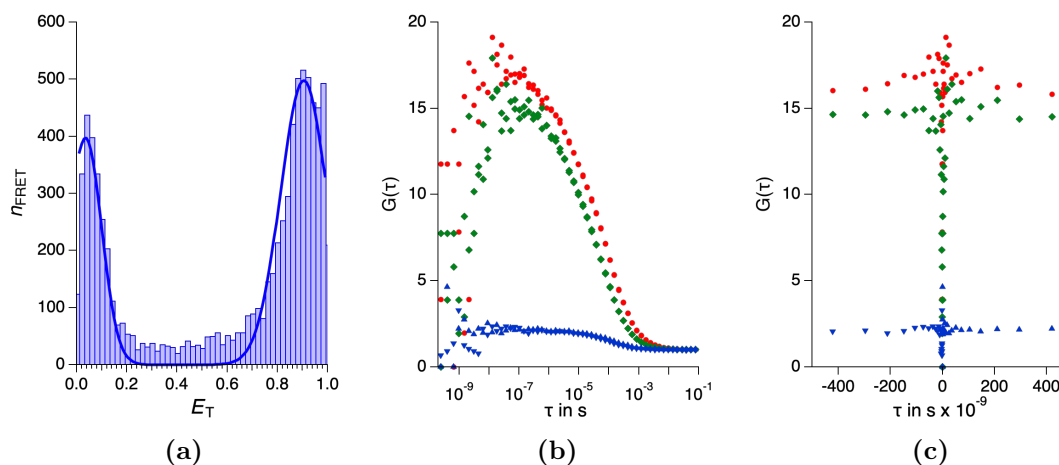 600
500
400
300
200
100
0
n_FRET
0.0 0.2 0.4 0.6 0.8 1.0
E_T
(a)
20
15
10
5
0
G(τ)
10⁻⁹ 10⁻⁷ 10⁻⁵ 10⁻³ 10⁻¹
τ in s
(b)
20
15
10
5
0
G(τ)
-400 -200 0 200 400
τ in s x 10⁻⁹
(c)